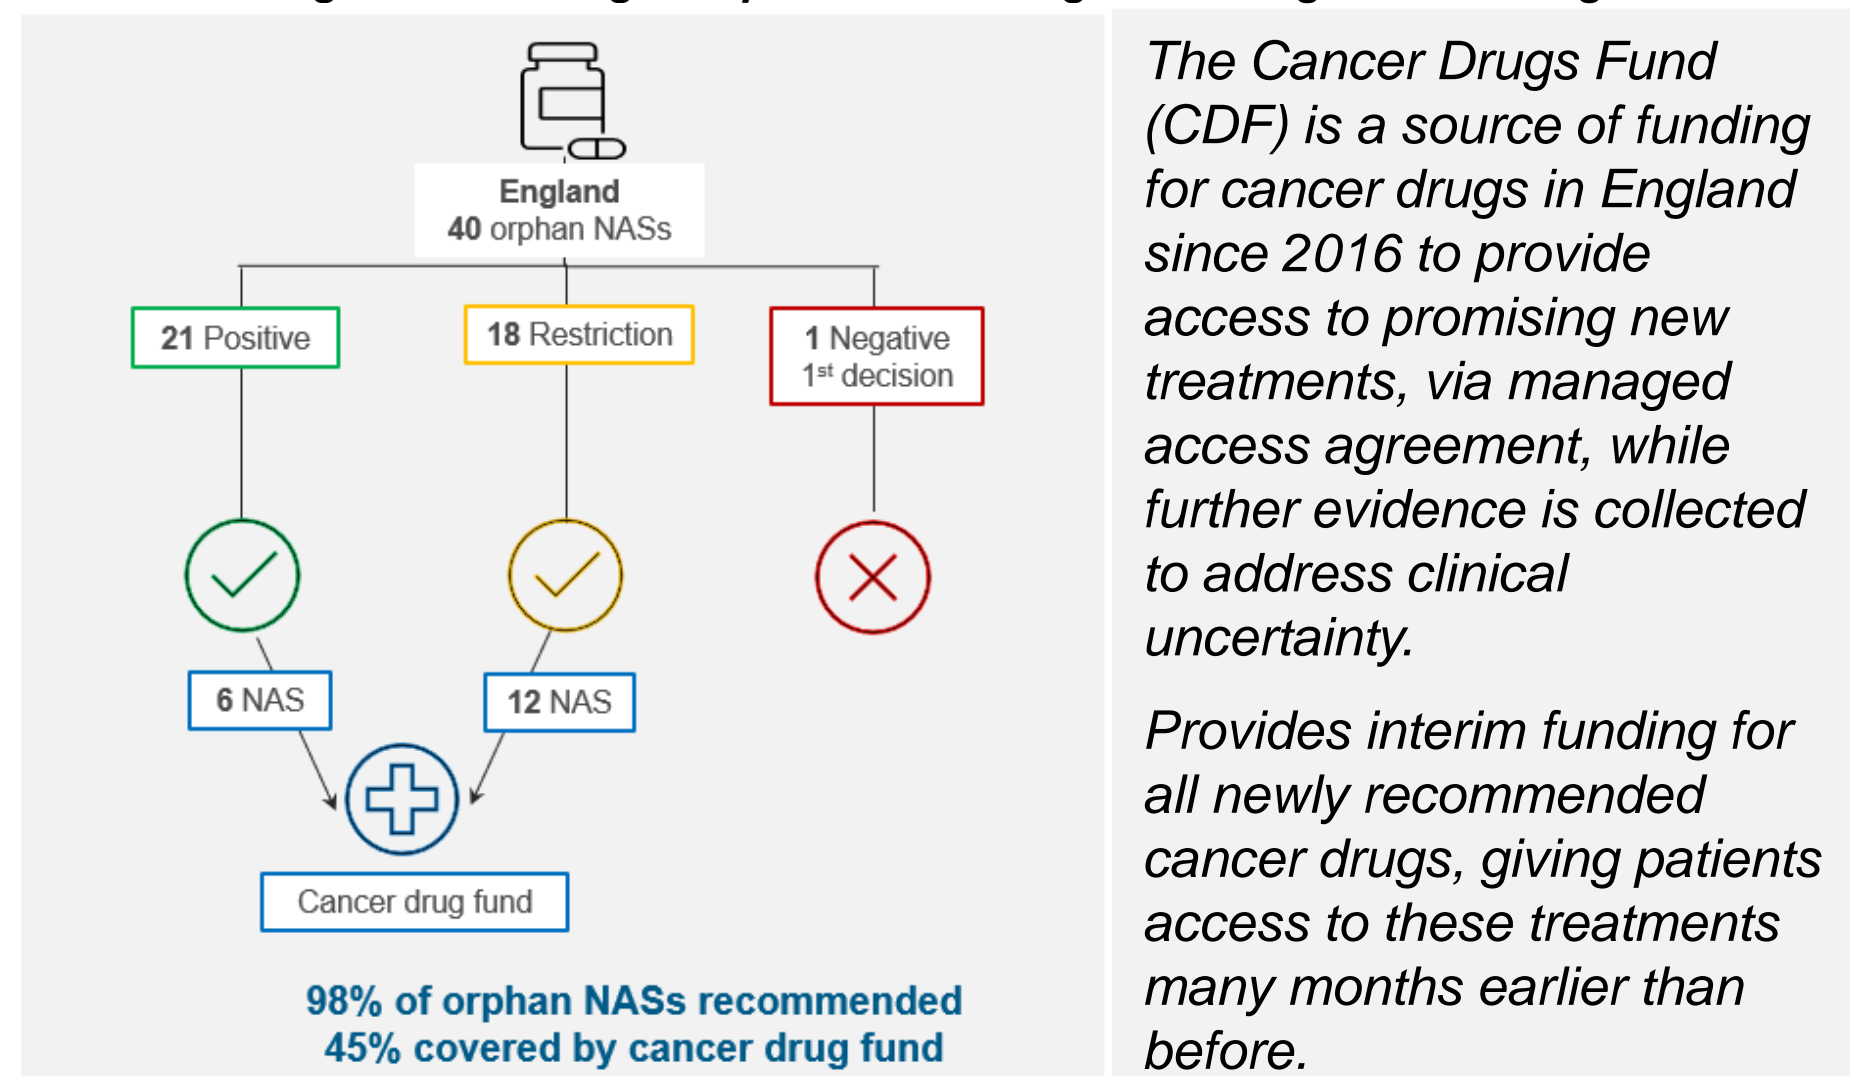 England
40 orphan NASs
21 Positive
18 Restriction
1 Negative
1st decision
6 NAS
12 NAS
Cancer drug fund
98% of orphan NASs recommended
45% covered by cancer drug fund
The Cancer Drugs Fund
(CDF) is a source of funding
for cancer drugs in England
since 2016 to provide
access to promising new
treatments, via managed
access agreement, while
further evidence is collected
to address clinical
uncertainty.
Provides interim funding for
all newly recommended
cancer drugs, giving patients
access to these treatments
many months earlier than
before.